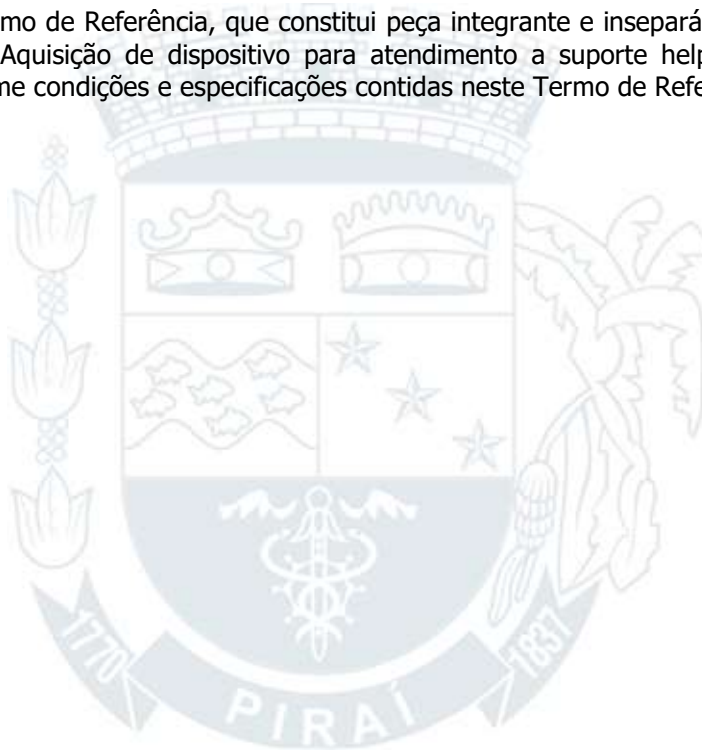 mo de Referência, que constitui peça integrante e insepará
Aquisição de dispositivo para atendimento a suporte help
me condições e especificações contidas neste Termo de Refe
1770
PIRAÍ
1837